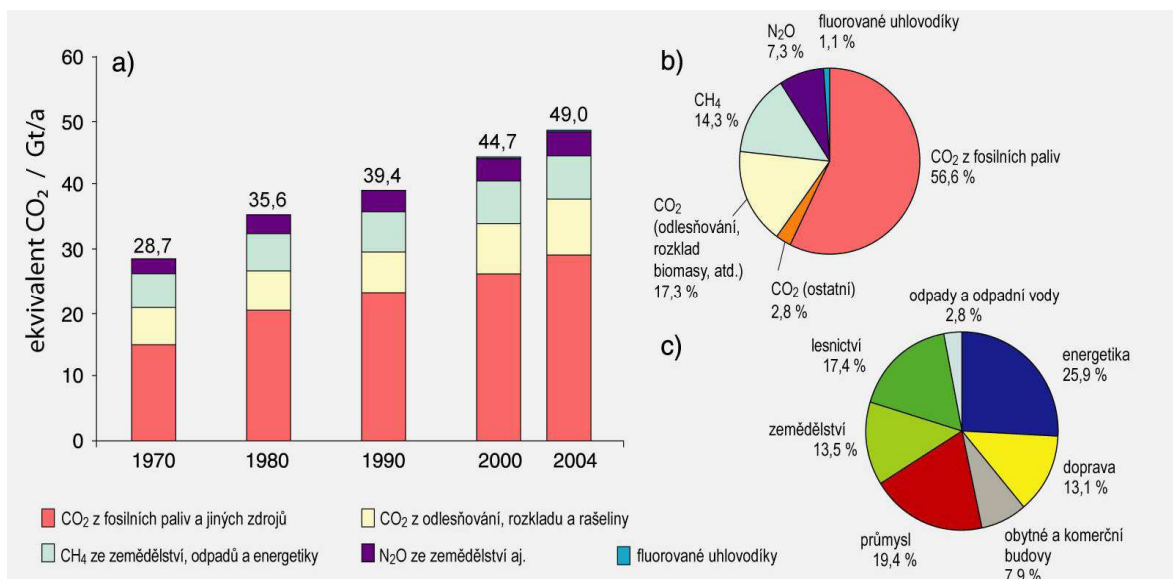 a)
ekvivalent CO₂ / Gt/a
60
50
40
30
20
10
0
28,7
35,6
39,4
44,7
49,0
1970
1980
1990
2000
2004
CO₂ z fosilních paliv a jiných zdrojů
CO₂ z odlesňování, rozkladu a rašeliny
CH₄ ze zemědělství, odpadů a energetiky
N₂O ze zemědělství aj.
fluorované uhlovodíky
b)
fluorované uhlovodíky
1,1 %
N₂O
7,3 %
CH₄
14,3 %
CO₂ z fosilních paliv
56,6 %
CO₂
(odlesňování,
rozklad
biomasy, atd.)
17,3 %
CO₂ (ostatní)
2,8 %
c)
odpady a odpadní vody
2,8 %
lesnictví
17,4 %
energetika
25,9 %
zemědělství
13,5 %
doprava
13,1 %
průmysl
19,4 %
obytné a komerční
budovy
7,9 %